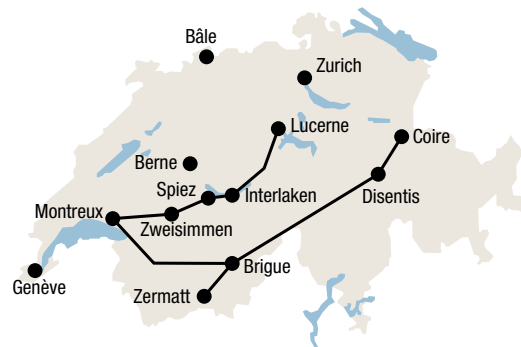 Bâle
Zurich
Lucerne
Coire
Berne
Spiez
Interlaken
Disentis
Montreux
Zweisimmen
Brigue
Genève
Zermatt